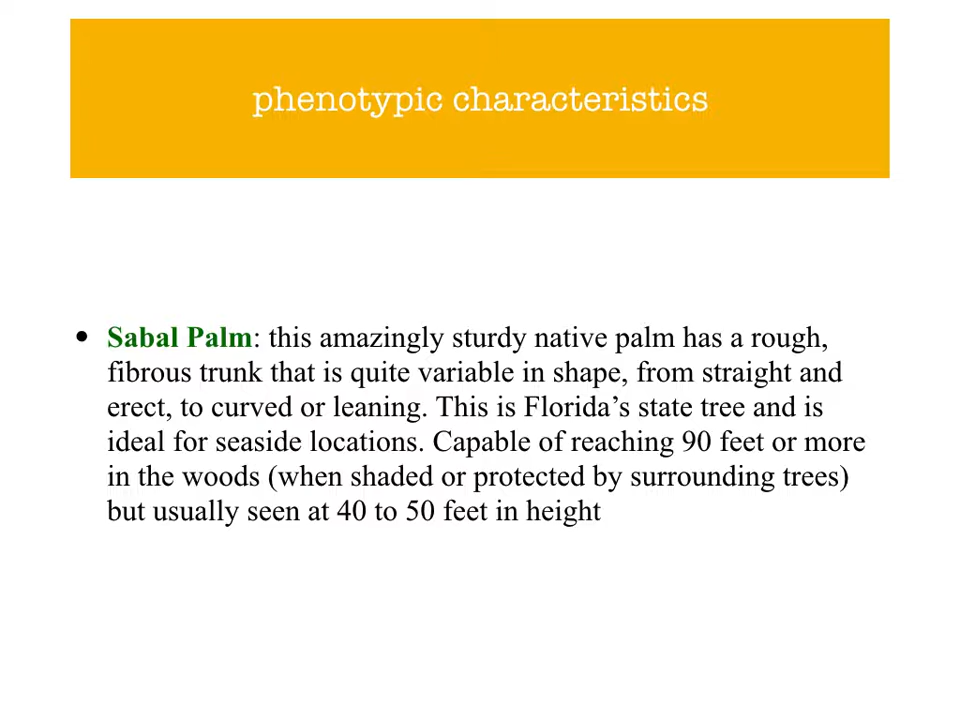 phenotypic characteristics
• Sabal Palm: this amazingly sturdy native palm has a rough,
fibrous trunk that is quite variable in shape, from straight and
erect, to curved or leaning. This is Florida’s state tree and is
ideal for seaside locations. Capable of reaching 90 feet or more
in the woods (when shaded or protected by surrounding trees)
but usually seen at 40 to 50 feet in height